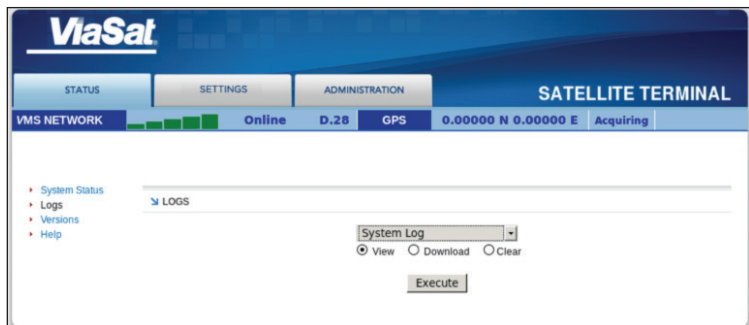 ViaSat
STATUS SETTINGS ADMINISTRATION SATELLITE TERMINAL
VMS NETWORK Online D.28 GPS 0.00000 N 0.00000 E Acquiring
System Status
Logs
Versions
Help
LOGS
System Log
View Download Clear
Execute